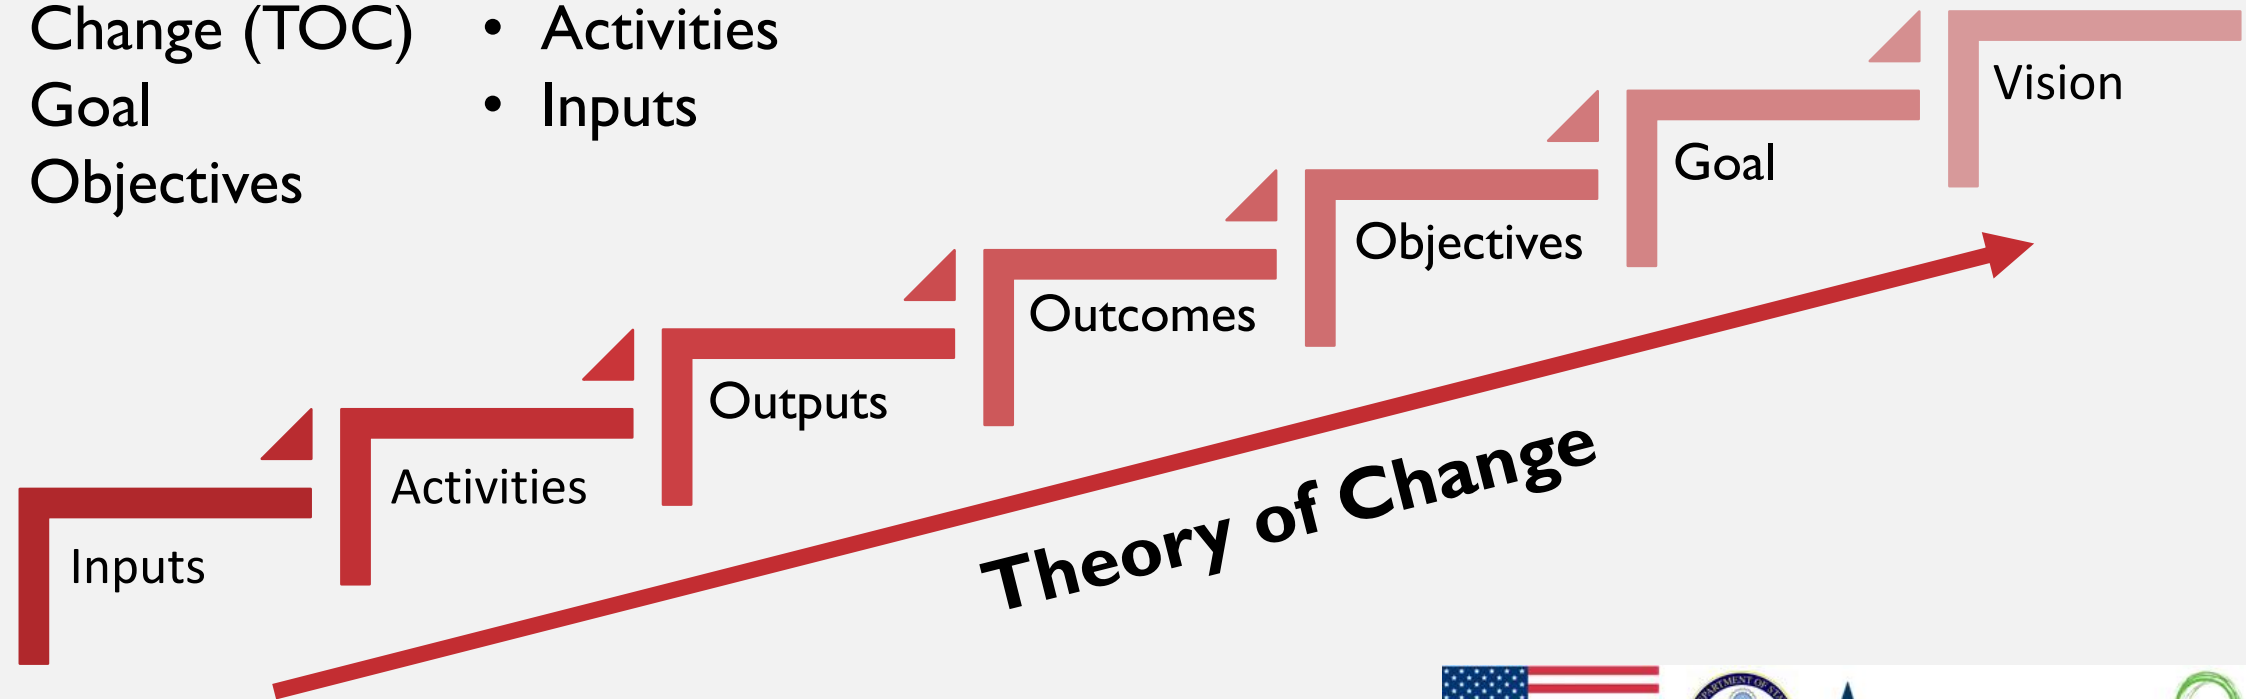 Change (TOC)
Goal
Objectives
• Activities
• Inputs
Vision
Goal
Objectives
Outcomes
Outputs
Activities
Inputs
Theory of Change